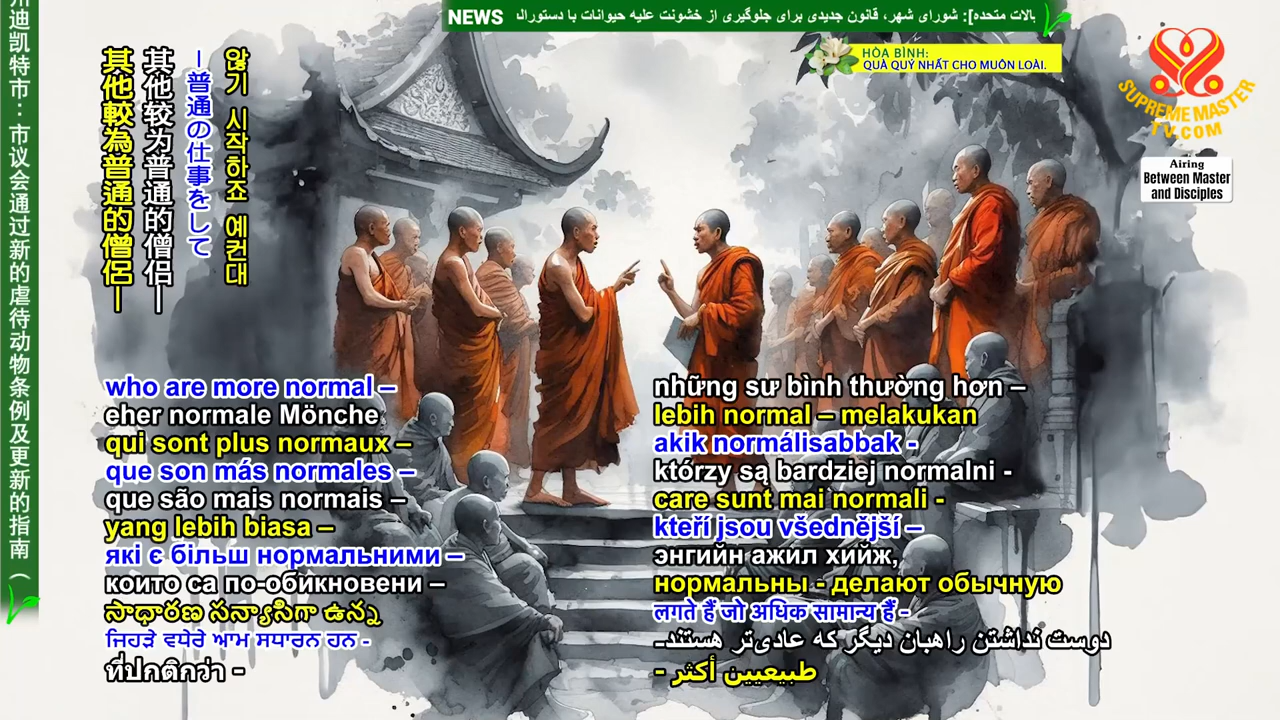 NEWS
بالات متحده]: شورای شهر، قانون جدیدی برای جلوگیری از خشونت علیه حیوانات با دستورالـ
HÒA BÌNH:
QUẢ QUÝ NHẤT CHO MUÔN LOÀI.
SUPREME MASTER
TV.COM
Airing
Between Master
and Disciples
州迪凯特市：市议会通过新的虐待动物条例及更新的指南（
않기 시작하죠 예컨대
－普通の仕事をして
其他较为普通的僧侣—
其他較為普通的僧侶—
who are more normal –
eher normale Mönche
qui sont plus normaux –
que son más normales –
que são mais normais –
yang lebih biasa –
які є більш нормальними –
които са по-обикновени –
సాధారణ సన్యాసిగా ఉన్న
ਜਿਹੜੇ ਵਧੇਰੇ ਆਮ ਸਧਾਰਨ ਹਨ -
ที่ปกติกว่า -
những sư bình thường hơn –
lebih normal – melakukan
akik normálisabbak -
którzy są bardziej normalni -
care sunt mai normali -
kteří jsou všednější –
энгийн ажил хийж,
нормальны - делают обычную
लगते हैं जो अधिक सामान्य हैं -
دوست نداشتن راهبان دیگر که عادی‌تر هستند-
طبيعيين أكثر -